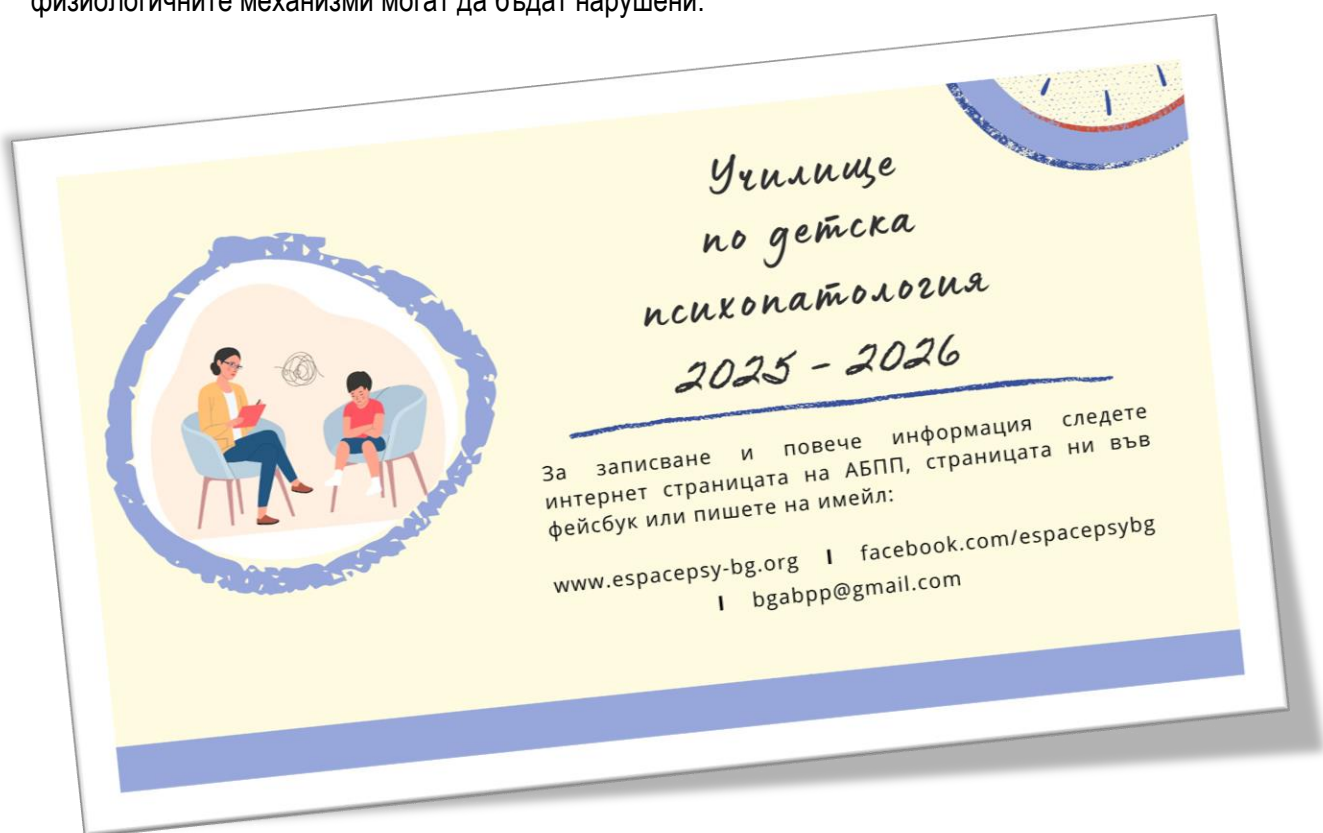 физиологичните механизми могат да бъдат нарушени.
Училище
по детска
психопатология
2025 - 2026
За записване и повече информация следете
интернет страницата на АБПП, страницата ни във
фейсбук или пишете на имейл:
www.espacepsy-bg.org I facebook.com/espacepsybg
I bgabpp@gmail.com